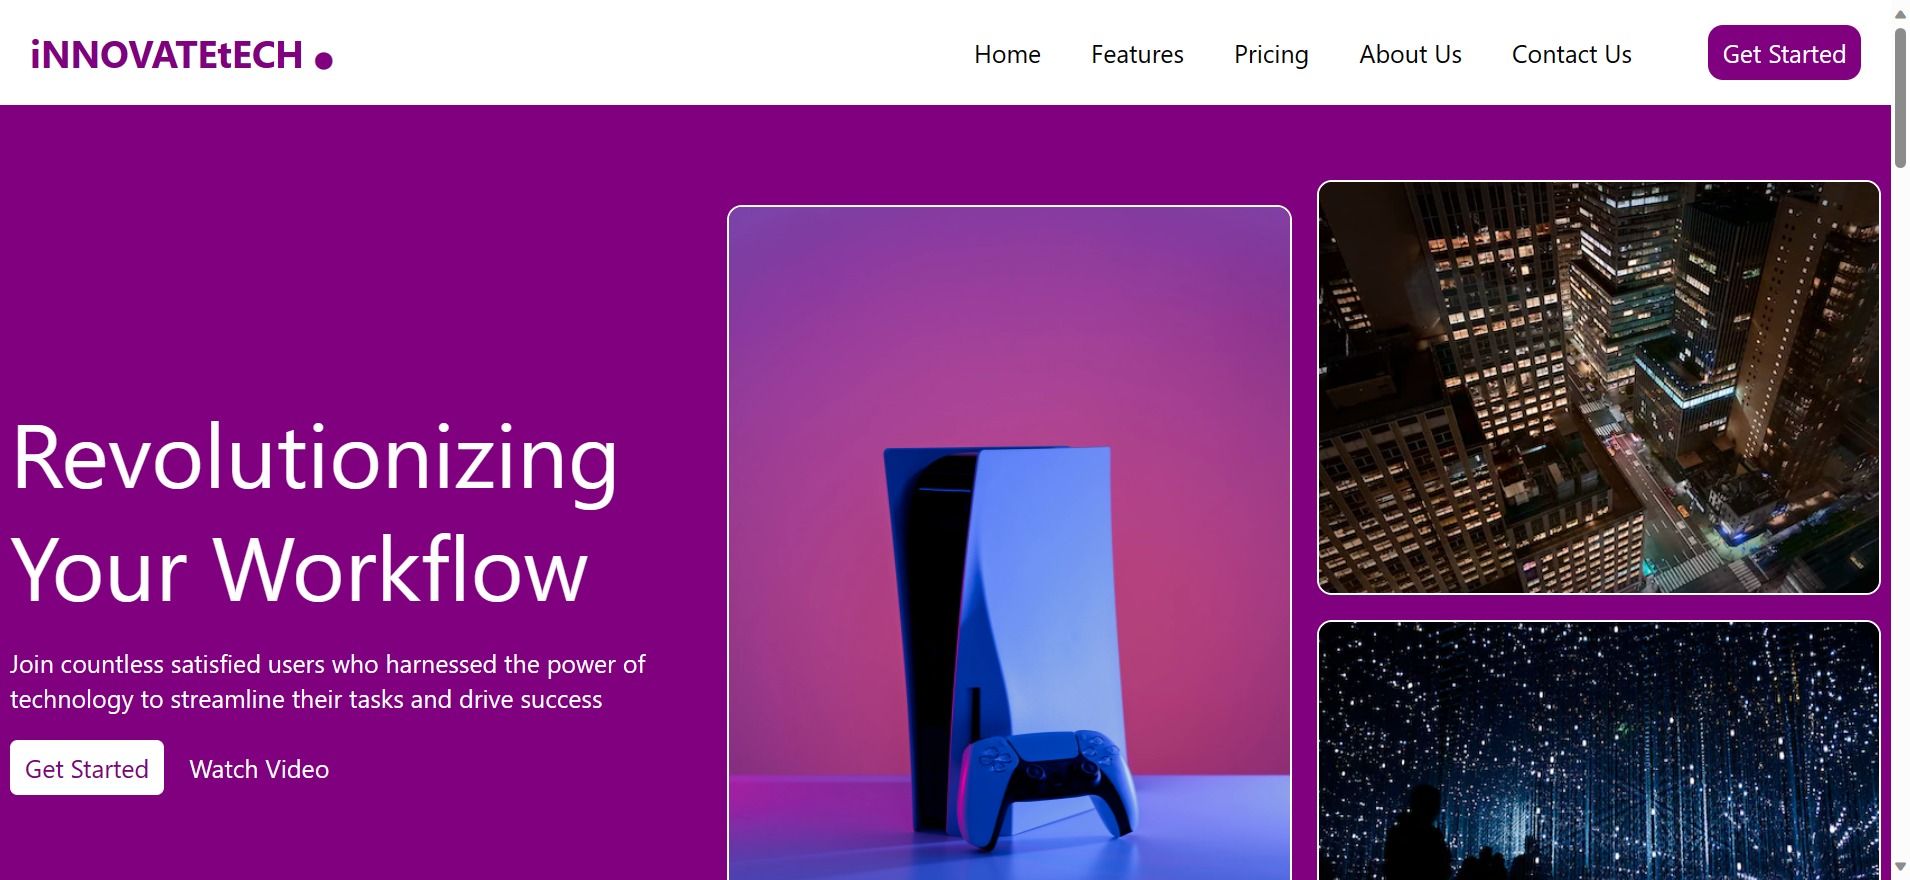 iNNOVATEtECH
Home Features Pricing About Us Contact Us Get Started
Revolutionizing
Your Workflow
Join countless satisfied users who harnessed the power of
technology to streamline their tasks and drive success
Get Started Watch Video